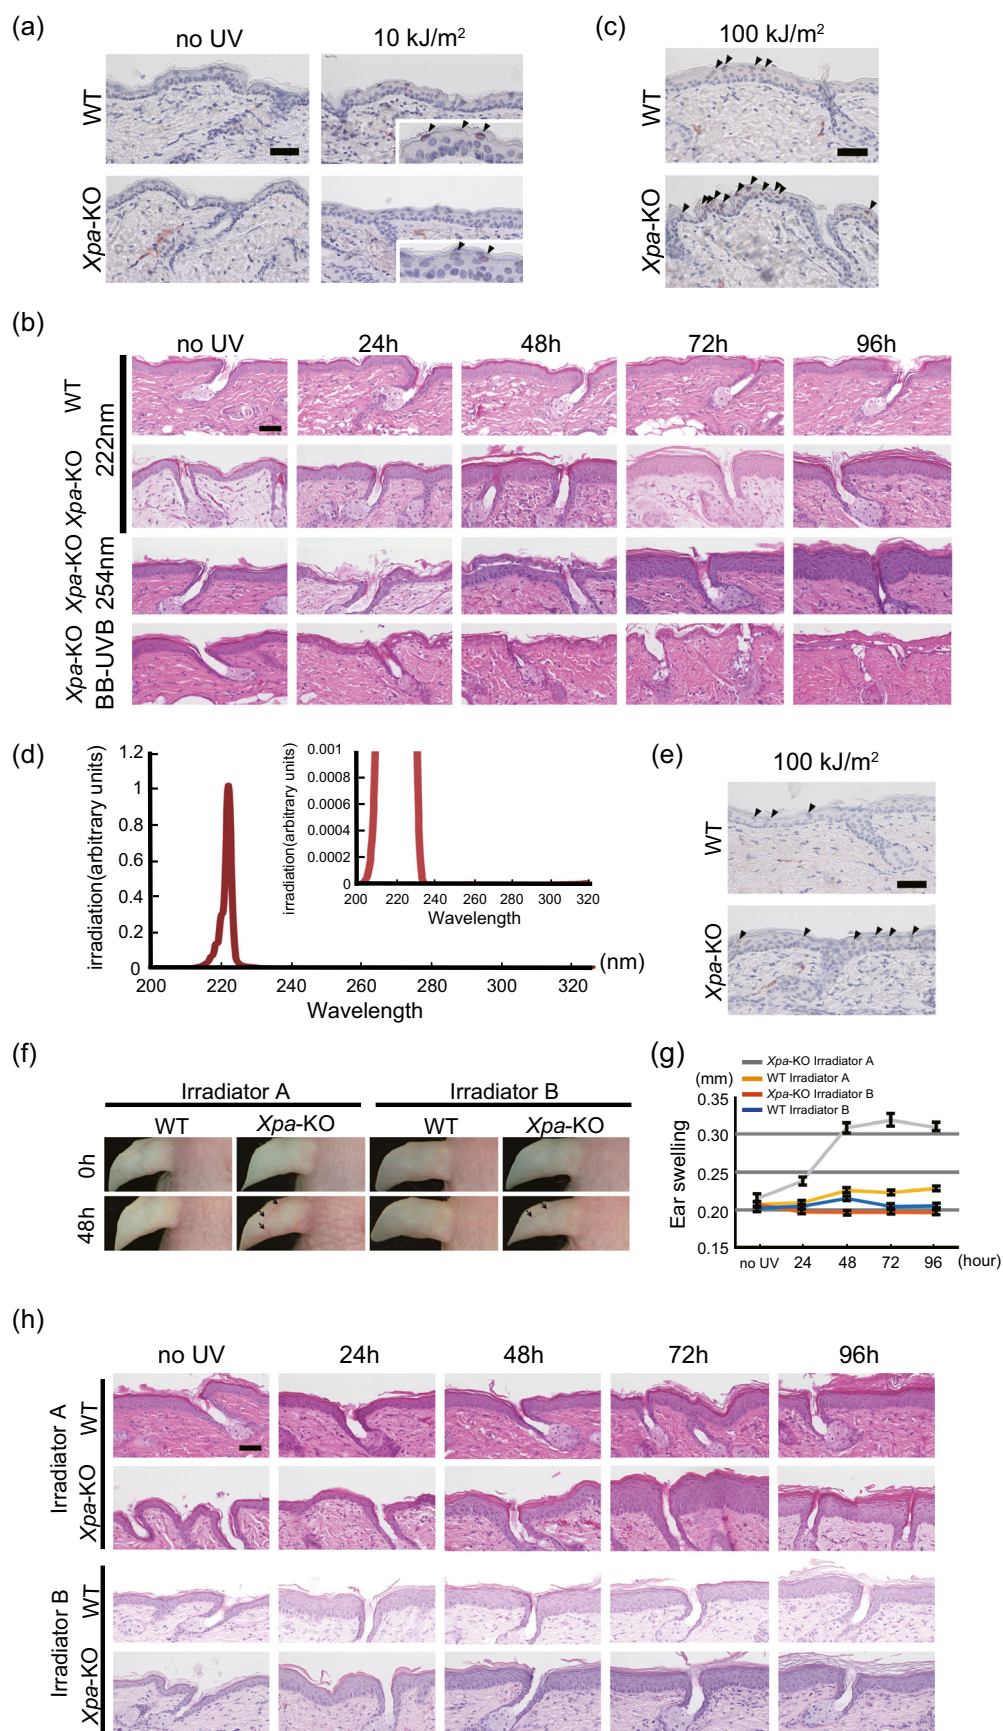 (a)
no UV
10 kJ/m²
WT
Xpa-KO
(c)
100 kJ/m²
WT
Xpa-KO
(b)
no UV
24h
48h
72h
96h
WT
Xpa-KO
222nm
Xpa-KO
254nm
Xpa-KO
BB-UVB
(d)
irradiation(arbitrary units)
1.2
1
0.8
0.6
0.4
0.2
0
200
220
240
260
280
300
320
(nm)
Wavelength
irradiation(arbitrary units)
0.001
0.0008
0.0006
0.0004
0.0002
0
200
220
240
260
280
300
320
Wavelength
(e)
100 kJ/m²
WT
Xpa-KO
(f)
Irradiator A
Irradiator B
WT
Xpa-KO
WT
Xpa-KO
0h
48h
(g)
Xpa-KO Irradiator A
WT Irradiator A
Xpa-KO Irradiator B
WT Irradiator B
(mm)
Ear swelling
0.35
0.30
0.25
0.20
0.15
no UV
24
48
72
96
(hour)
(h)
no UV
24h
48h
72h
96h
Irradiator A
WT
Xpa-KO
Irradiator B
WT
Xpa-KO